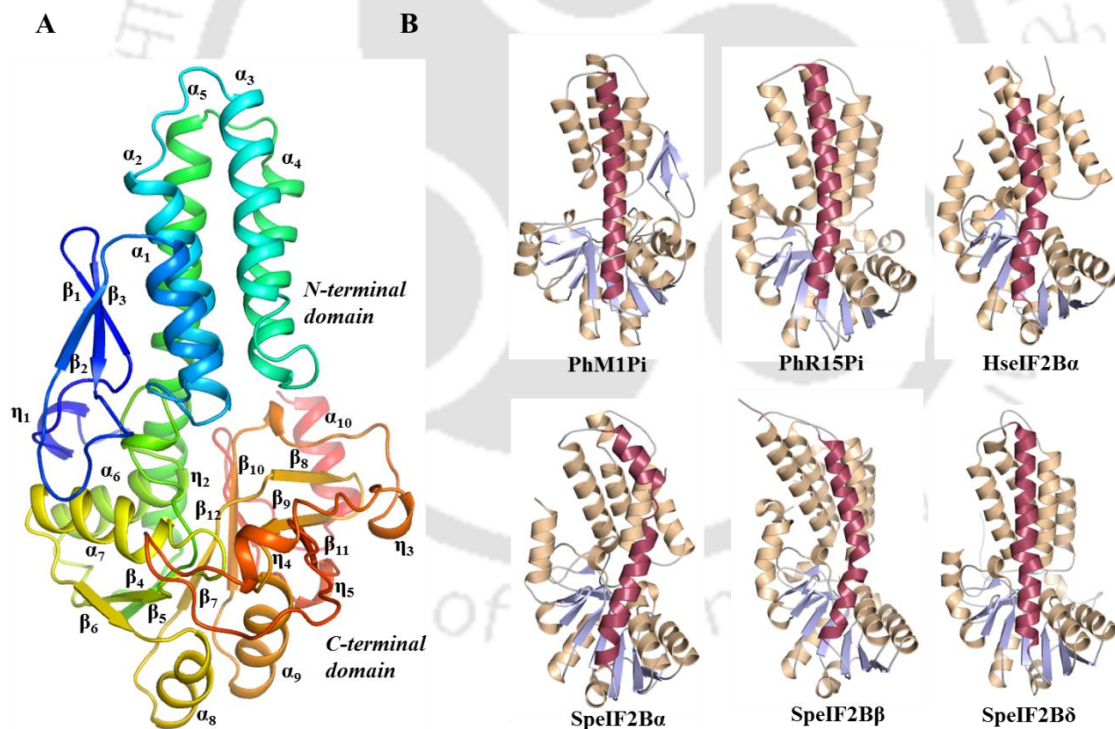 A
B
α3
α5
α2
α4
α1
β1
β3
N-terminal
domain
β2
η1
α10
β10
β8
α6
η2
β12
β9
α7
β11
η3
η4
β4
η5
β7
β5
β6
C-terminal
domain
α9
α8
PhM1Pi
PhR15Pi
HseIF2Bα
SpeIF2Bα
SpeIF2Bβ
SpeIF2Bδ
of